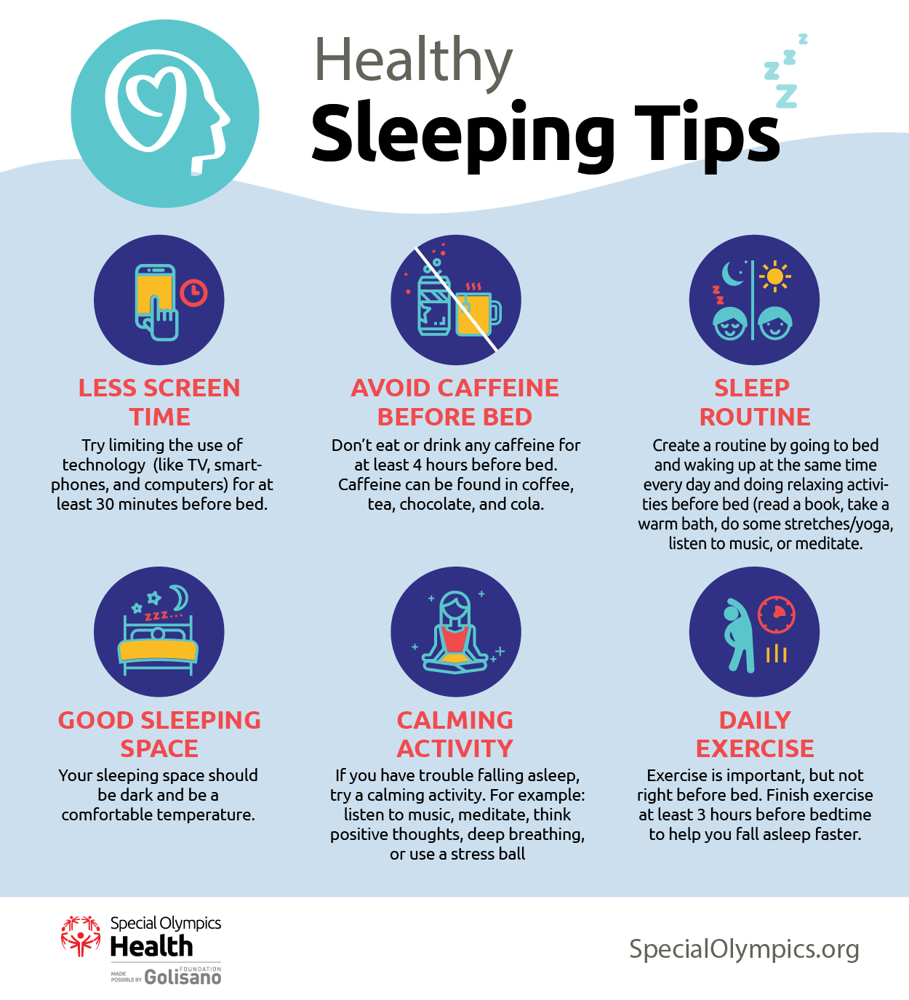 Healthy
Sleeping Tips
z
z
z
z
LESS SCREEN
TIME
Try limiting the use of
technology (like TV, smart-
phones, and computers) for at
least 30 minutes before bed.
AVOID CAFFEINE
BEFORE BED
Don’t eat or drink any caffeine for
at least 4 hours before bed.
Caffeine can be found in coffee,
tea, chocolate, and cola.
z
z
SLEEP
ROUTINE
Create a routine by going to bed
and waking up at the same time
every day and doing relaxing activi-
ties before bed (read a book, take a
warm bath, do some stretches/yoga,
listen to music, or meditate.
zzz...
GOOD SLEEPING
SPACE
Your sleeping space should
be dark and be a
comfortable temperature.
CALMING
ACTIVITY
If you have trouble falling asleep,
try a calming activity. For example:
listen to music, meditate, think
positive thoughts, deep breathing,
or use a stress ball
DAILY
EXERCISE
Exercise is important, but not
right before bed. Finish exercise
at least 3 hours before bedtime
to help you fall asleep faster.
Special Olympics
Health
MADE
POSSIBLE BY
FOUNDATION
Golisano
SpecialOlympics.org